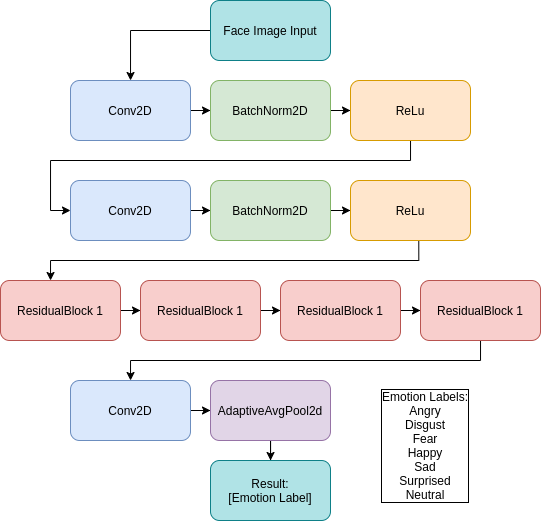 Face Image Input
Conv2D
BatchNorm2D
ReLu
Conv2D
BatchNorm2D
ReLu
ResidualBlock 1
ResidualBlock 1
ResidualBlock 1
ResidualBlock 1
Conv2D
AdaptiveAvgPool2d
Result:
[Emotion Label]
Emotion Labels:
Angry
Disgust
Fear
Happy
Sad
Surprised
Neutral